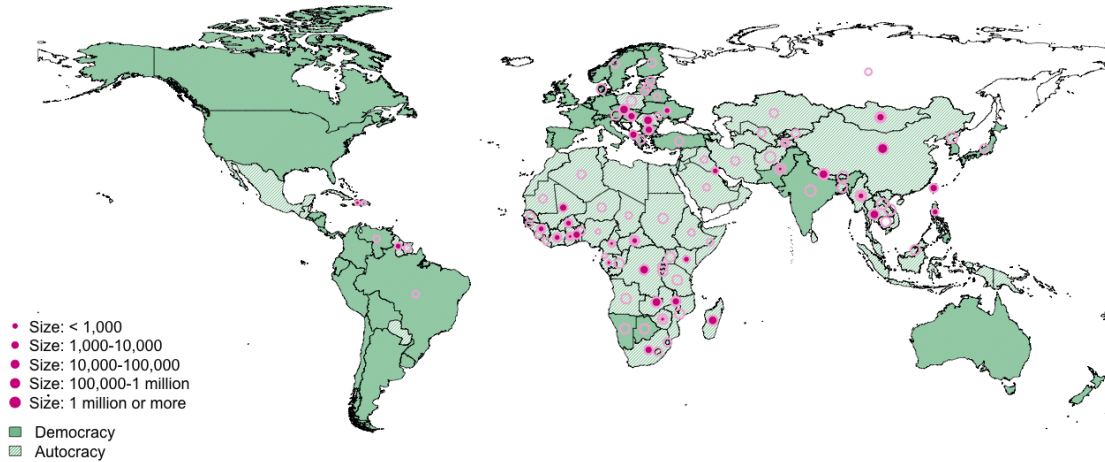 Size: < 1,000
Size: 1,000-10,000
Size: 10,000-100,000
Size: 100,000-1 million
Size: 1 million or more
Democracy
Autocracy